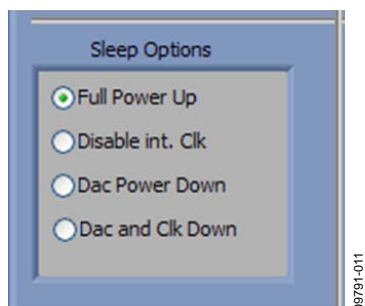 Sleep Options
Full Power Up
Disable int. Clk
Dac Power Down
Dac and Clk Down
09791-011